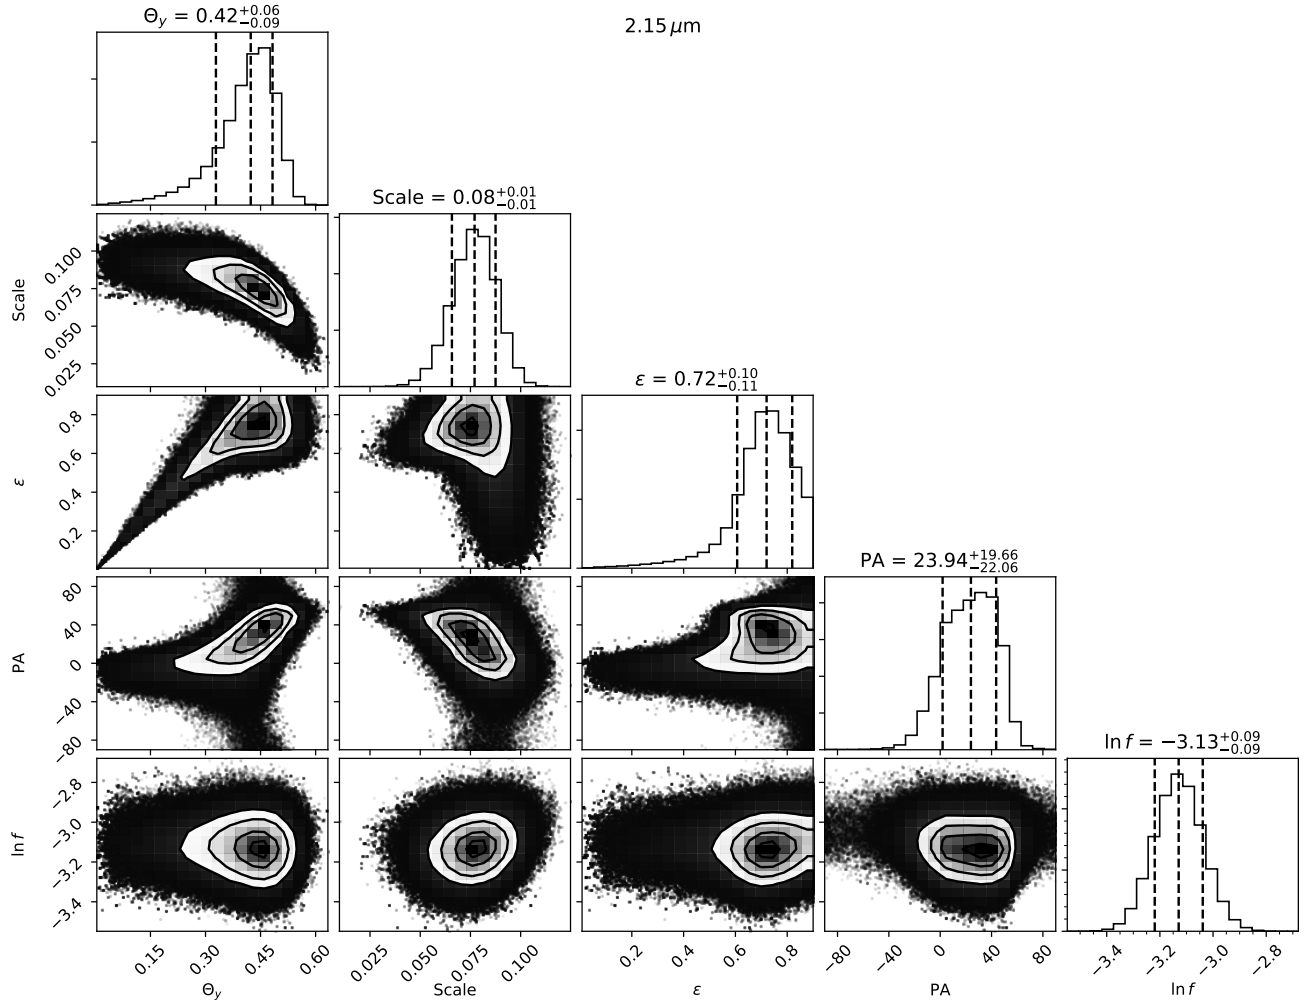 Θ_y = 0.42^{+0.06}_{−0.09}
2.15 μm
Scale = 0.08^{+0.01}_{−0.01}
Scale
0.100
0.075
0.050
0.025
ε = 0.72^{+0.10}_{−0.11}
ε
0.8
0.6
0.4
0.2
PA = 23.94^{+19.66}_{−22.06}
PA
80
40
0
−40
−80
ln f = −3.13^{+0.09}_{−0.09}
ln f
−2.8
−3.0
−3.2
−3.4
0.15 0.30 0.45 0.60 0.025 0.050 0.075 0.100 0.2 0.4 0.6 0.8 −80 −40 0 40 80 −3.4 −3.2 −3.0 −2.8
Θ_y Scale ε PA ln f